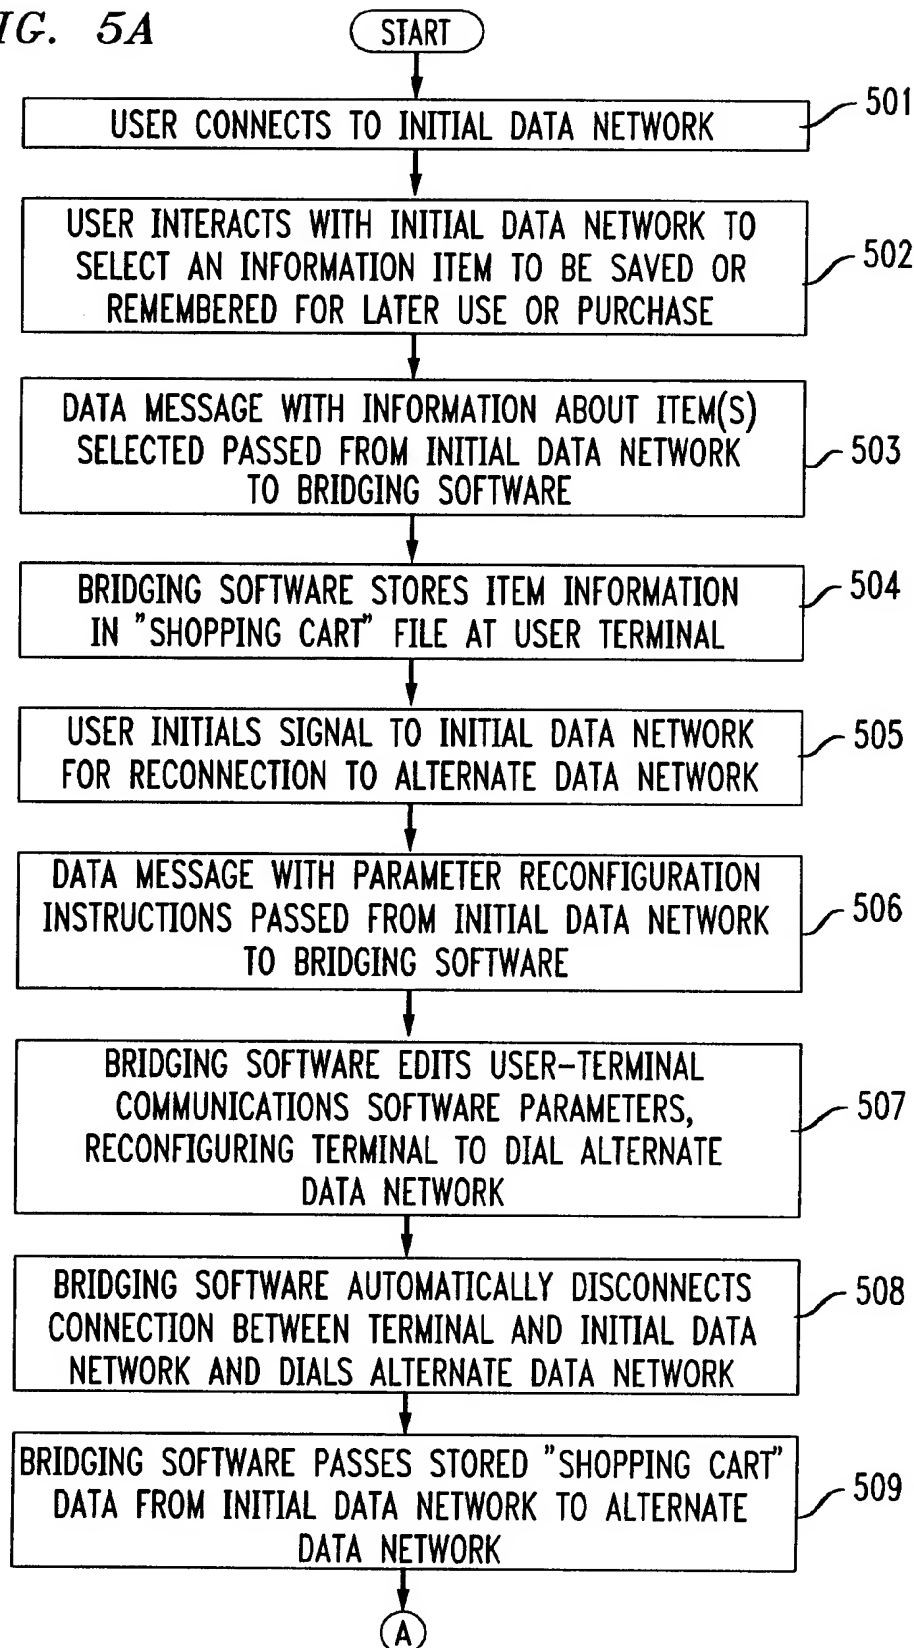 IG. 5A
START
USER CONNECTS TO INITIAL DATA NETWORK
501
USER INTERACTS WITH INITIAL DATA NETWORK TO
SELECT AN INFORMATION ITEM TO BE SAVED OR
REMEMBERED FOR LATER USE OR PURCHASE
502
DATA MESSAGE WITH INFORMATION ABOUT ITEM(S)
SELECTED PASSED FROM INITIAL DATA NETWORK
TO BRIDGING SOFTWARE
503
BRIDGING SOFTWARE STORES ITEM INFORMATION
IN "SHOPPING CART" FILE AT USER TERMINAL
504
USER INITIALS SIGNAL TO INITIAL DATA NETWORK
FOR RECONNECTION TO ALTERNATE DATA NETWORK
505
DATA MESSAGE WITH PARAMETER RECONFIGURATION
INSTRUCTIONS PASSED FROM INITIAL DATA NETWORK
TO BRIDGING SOFTWARE
506
BRIDGING SOFTWARE EDITS USER-TERMINAL
COMMUNICATIONS SOFTWARE PARAMETERS,
RECONFIGURING TERMINAL TO DIAL ALTERNATE
DATA NETWORK
507
BRIDGING SOFTWARE AUTOMATICALLY DISCONNECTS
CONNECTION BETWEEN TERMINAL AND INITIAL DATA
NETWORK AND DIALS ALTERNATE DATA NETWORK
508
BRIDGING SOFTWARE PASSES STORED "SHOPPING CART"
DATA FROM INITIAL DATA NETWORK TO ALTERNATE
DATA NETWORK
509
A